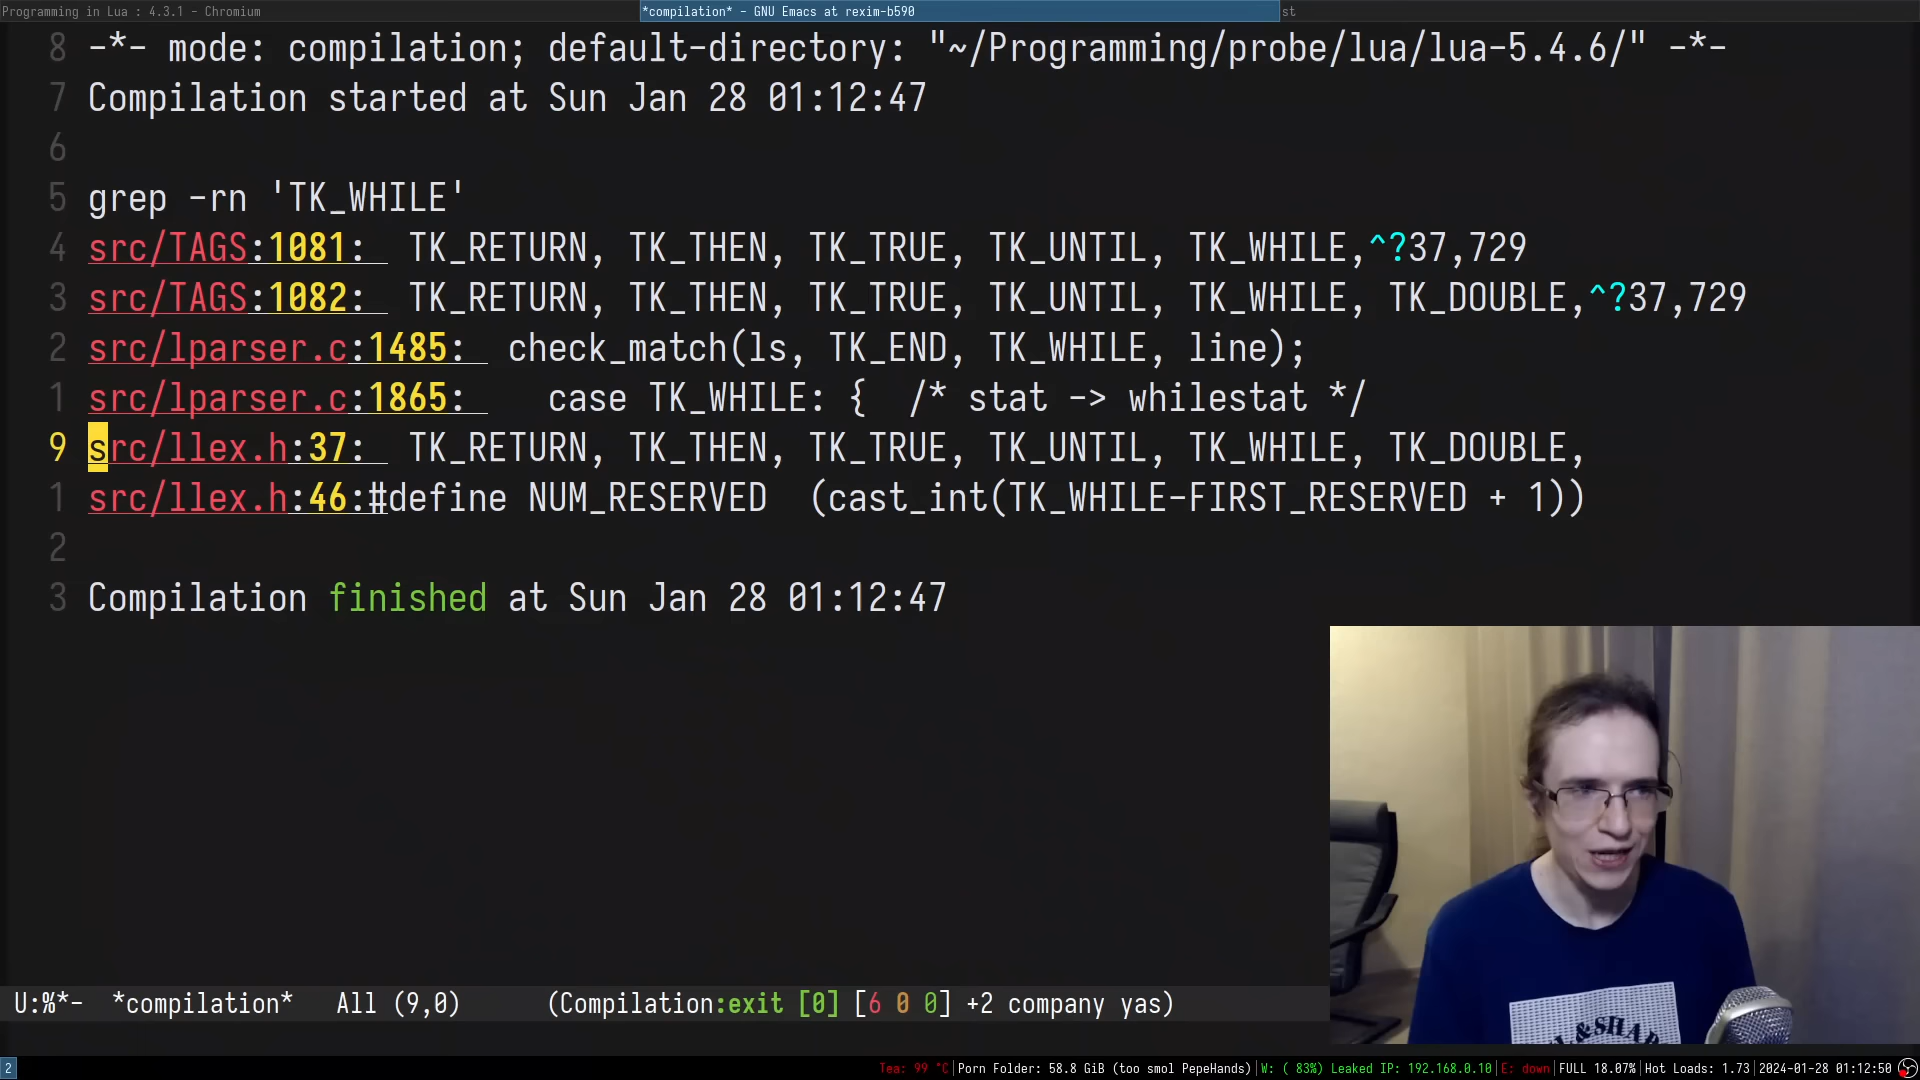 Programming in Lua : 4.3.1 - Chromium
*compilation* - GNU Emacs at rexim-b590
st
8 -*- mode: compilation; default-directory: "~/Programming/probe/lua/lua-5.4.6/" -*-
7 Compilation started at Sun Jan 28 01:12:47
6
5 grep -rn 'TK_WHILE'
4 src/TAGS:1081:  TK_RETURN, TK_THEN, TK_TRUE, TK_UNTIL, TK_WHILE,^?37,729
3 src/TAGS:1082:  TK_RETURN, TK_THEN, TK_TRUE, TK_UNTIL, TK_WHILE, TK_DOUBLE,^?37,729
2 src/lparser.c:1485:  check_match(ls, TK_END, TK_WHILE, line);
1 src/lparser.c:1865:    case TK_WHILE: {  /* stat -> whilestat */
9 src/llex.h:37:  TK_RETURN, TK_THEN, TK_TRUE, TK_UNTIL, TK_WHILE, TK_DOUBLE,
1 src/llex.h:46:#define NUM_RESERVED  (cast_int(TK_WHILE-FIRST_RESERVED + 1))
2
3 Compilation finished at Sun Jan 28 01:12:47
U:%*-  *compilation*   All (9,0)     (Compilation:exit [0] [6 0 0] +2 company yas)
2
Tea: 99 °C|Porn Folder: 58.8 GiB (too smol PepeHands)|W: ( 83%) Leaked IP: 192.168.0.10|E: down|FULL 18.07%|Hot Loads: 1.73|2024-01-28 01:12:50